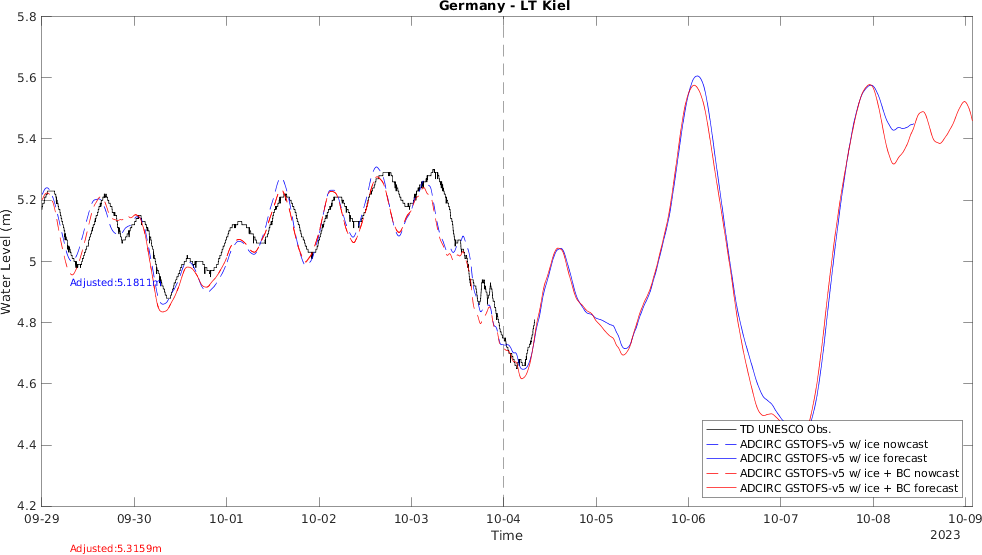 Germany - LT Kiel
5.8
5.6
5.4
5.2
5
4.8
4.6
4.4
4.2
Water Level (m)
Adjusted:5.1811m
TD UNESCO Obs.
ADCIRC GSTOFS-v5 w/ ice nowcast
ADCIRC GSTOFS-v5 w/ ice forecast
ADCIRC GSTOFS-v5 w/ ice + BC nowcast
ADCIRC GSTOFS-v5 w/ ice + BC forecast
09-29 09-30 10-01 10-02 10-03 10-04 10-05 10-06 10-07 10-08 10-09
Time
2023
Adjusted:5.3159m